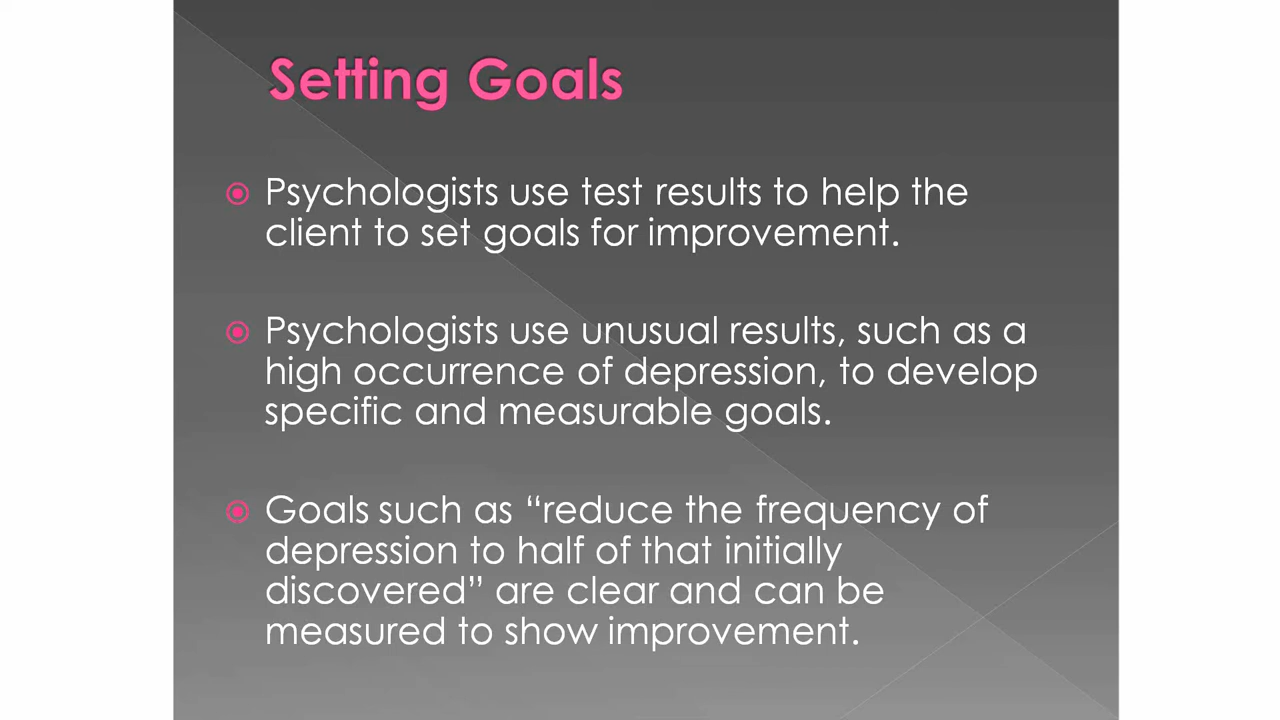 Setting Goals
Psychologists use test results to help the
client to set goals for improvement.
Psychologists use unusual results, such as a
high occurrence of depression, to develop
specific and measurable goals.
Goals such as “reduce the frequency of
depression to half of that initially
discovered” are clear and can be
measured to show improvement.